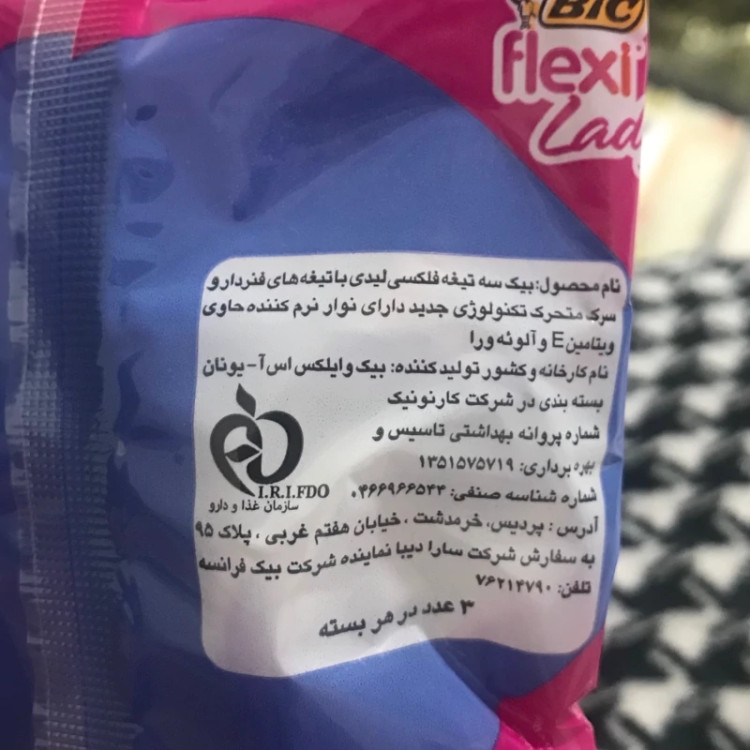 BIC
flexi
Lady
نام محصول: بیک سه تیغه فلکسی لیدی با تیغه های فنردار و
سرک متحرک تکنولوژی جدید دارای نوار نرم کننده حاوی
ویتامین E و آلوئه ورا
نام کارخانه و کشور تولید کننده: بیک وایلکس اس آ - یونان
بسته بندی در شرکت کارنونیک
شماره پروانه بهداشتی تاسیس و
بهره برداری: ۱۳۵۱۵۷۵۷۱۹
شماره شناسه صنفی: ۰۴۶۶۹۶۶۵۳۳
I.R.I.FDO
سازمان غذا و دارو
آدرس : پردیس، خرمدشت ، خیابان هفتم غربی ، پلاک ۹۵
به سفارش شرکت سارا دیبا نماینده شرکت بیک فرانسه
تلفن: ۷۶۲۱۴۷۹۰
۳ عدد در هر بسته